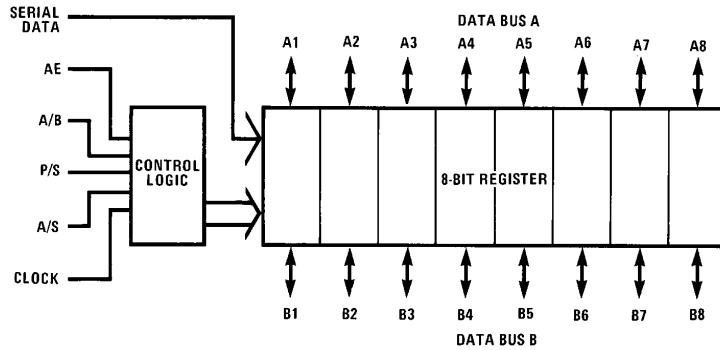 SERIAL
DATA
DATA BUS A
A1 A2 A3 A4 A5 A6 A7 A8
AE
A/B
P/S
A/S
CLOCK
CONTROL
LOGIC
8-BIT REGISTER
B1 B2 B3 B4 B5 B6 B7 B8
DATA BUS B